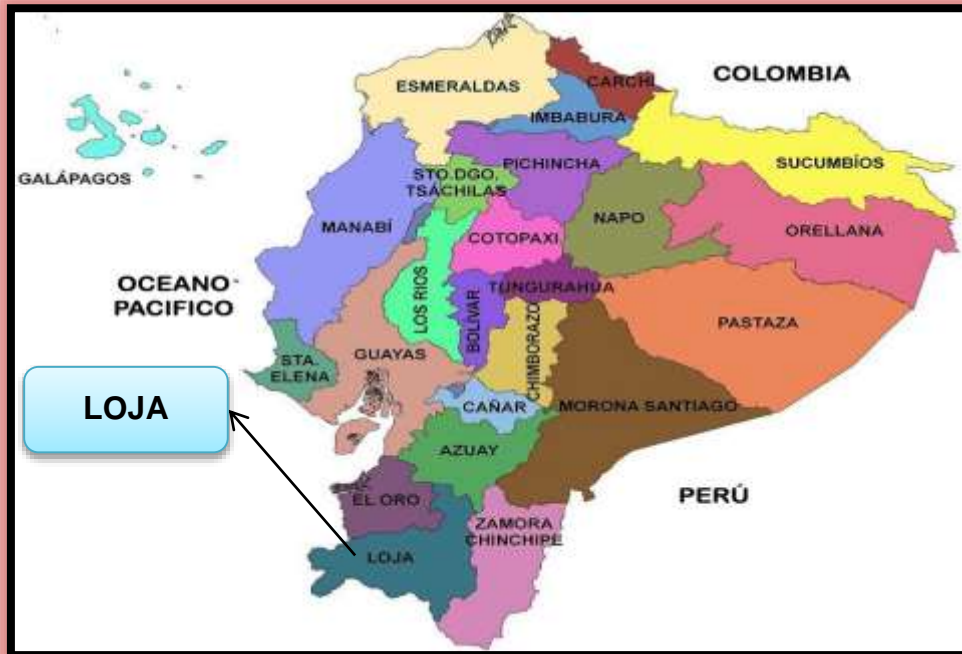 ESMERALDAS
CARCHI
COLOMBIA
IMBABURA
GALÁPAGOS
STO.DGO.
TSÁCHILAS
PICHINCHA
SUCUMBÍOS
MANABÍ
NAPO
ORELLANA
COTOPAXI
OCEANO
PACIFICO
LOS RIOS
BOLÍVAR
TUNGURAHUA
CHIMBORAZO
PASTAZA
STA.
ELENA
GUAYAS
LOJA
CAÑAR
MORONA SANTIAGO
AZUAY
PERÚ
EL ORO
ZAMORA
CHINCHIPE
LOJA